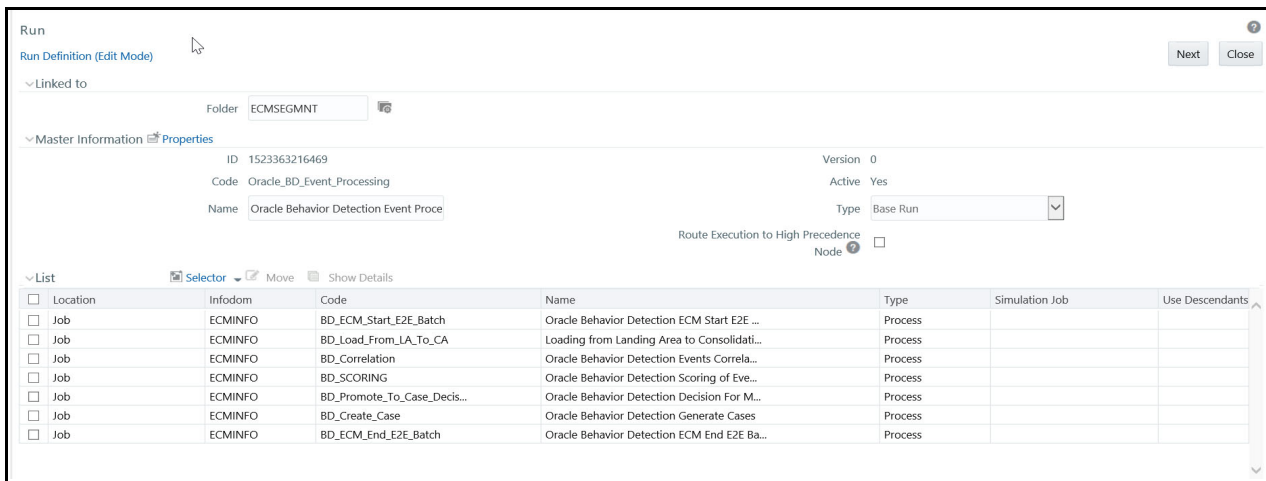 Run
Run Definition (Edit Mode)
Next Close
Linked to
Folder ECMSEGMNT
Master Information Properties
ID 1523363216469 Version 0
Code Oracle_BD_Event_Processing Active Yes
Name Oracle Behavior Detection Event Proce Type Base Run
Route Execution to High Precedence
Node
List Selector Move Show Details
Location Infodom Code Name Type Simulation Job Use Descendants
Job ECMINFO BD_ECM_Start_E2E_Batch Oracle Behavior Detection ECM Start E2E ... Process
Job ECMINFO BD_Load_From_LA_To_CA Loading from Landing Area to Consolidati... Process
Job ECMINFO BD_Correlation Oracle Behavior Detection Events Correla... Process
Job ECMINFO BD_SCORING Oracle Behavior Detection Scoring of Eve... Process
Job ECMINFO BD_Promote_To_Case_Decis... Oracle Behavior Detection Decision For M... Process
Job ECMINFO BD_Create_Case Oracle Behavior Detection Generate Cases Process
Job ECMINFO BD_ECM_End_E2E_Batch Oracle Behavior Detection ECM End E2E Ba... Process